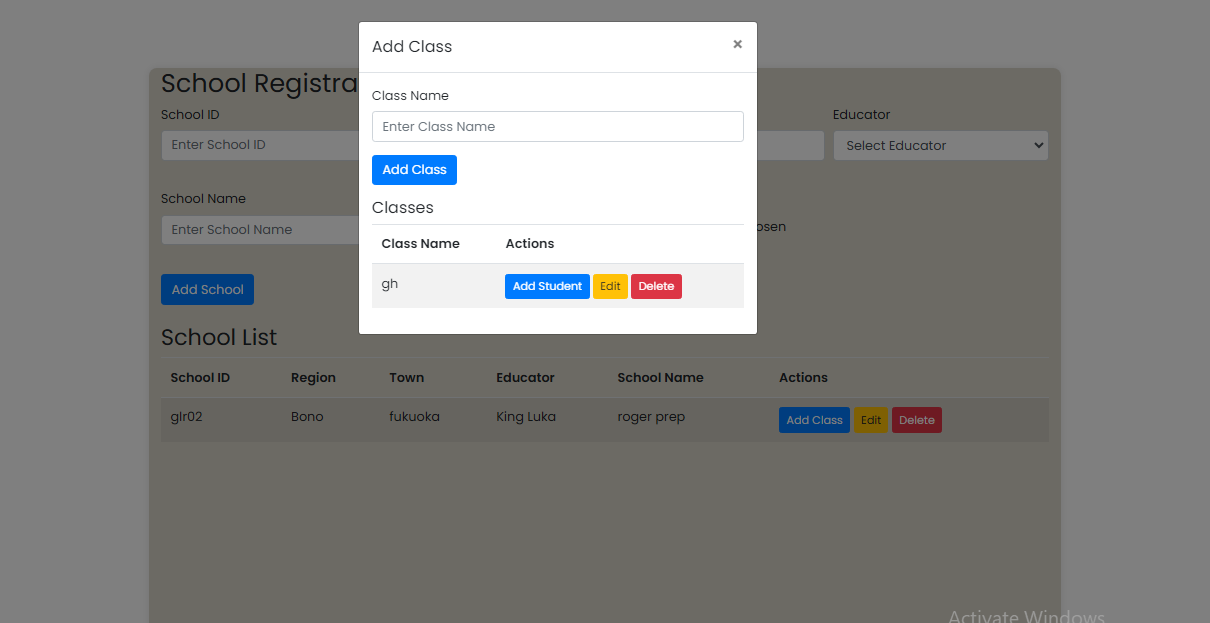 Add Class ×
School Registra
Class Name
School ID
Educator
Enter Class Name
Enter School ID
Select Educator
Add Class
School Name
Classes
Enter School Name
osen
Class Name Actions
gh Add Student Edit Delete
Add School
School List
School ID Region Town Educator School Name Actions
glr02 Bono fukuoka King Luka roger prep Add Class Edit Delete
Activate Windows